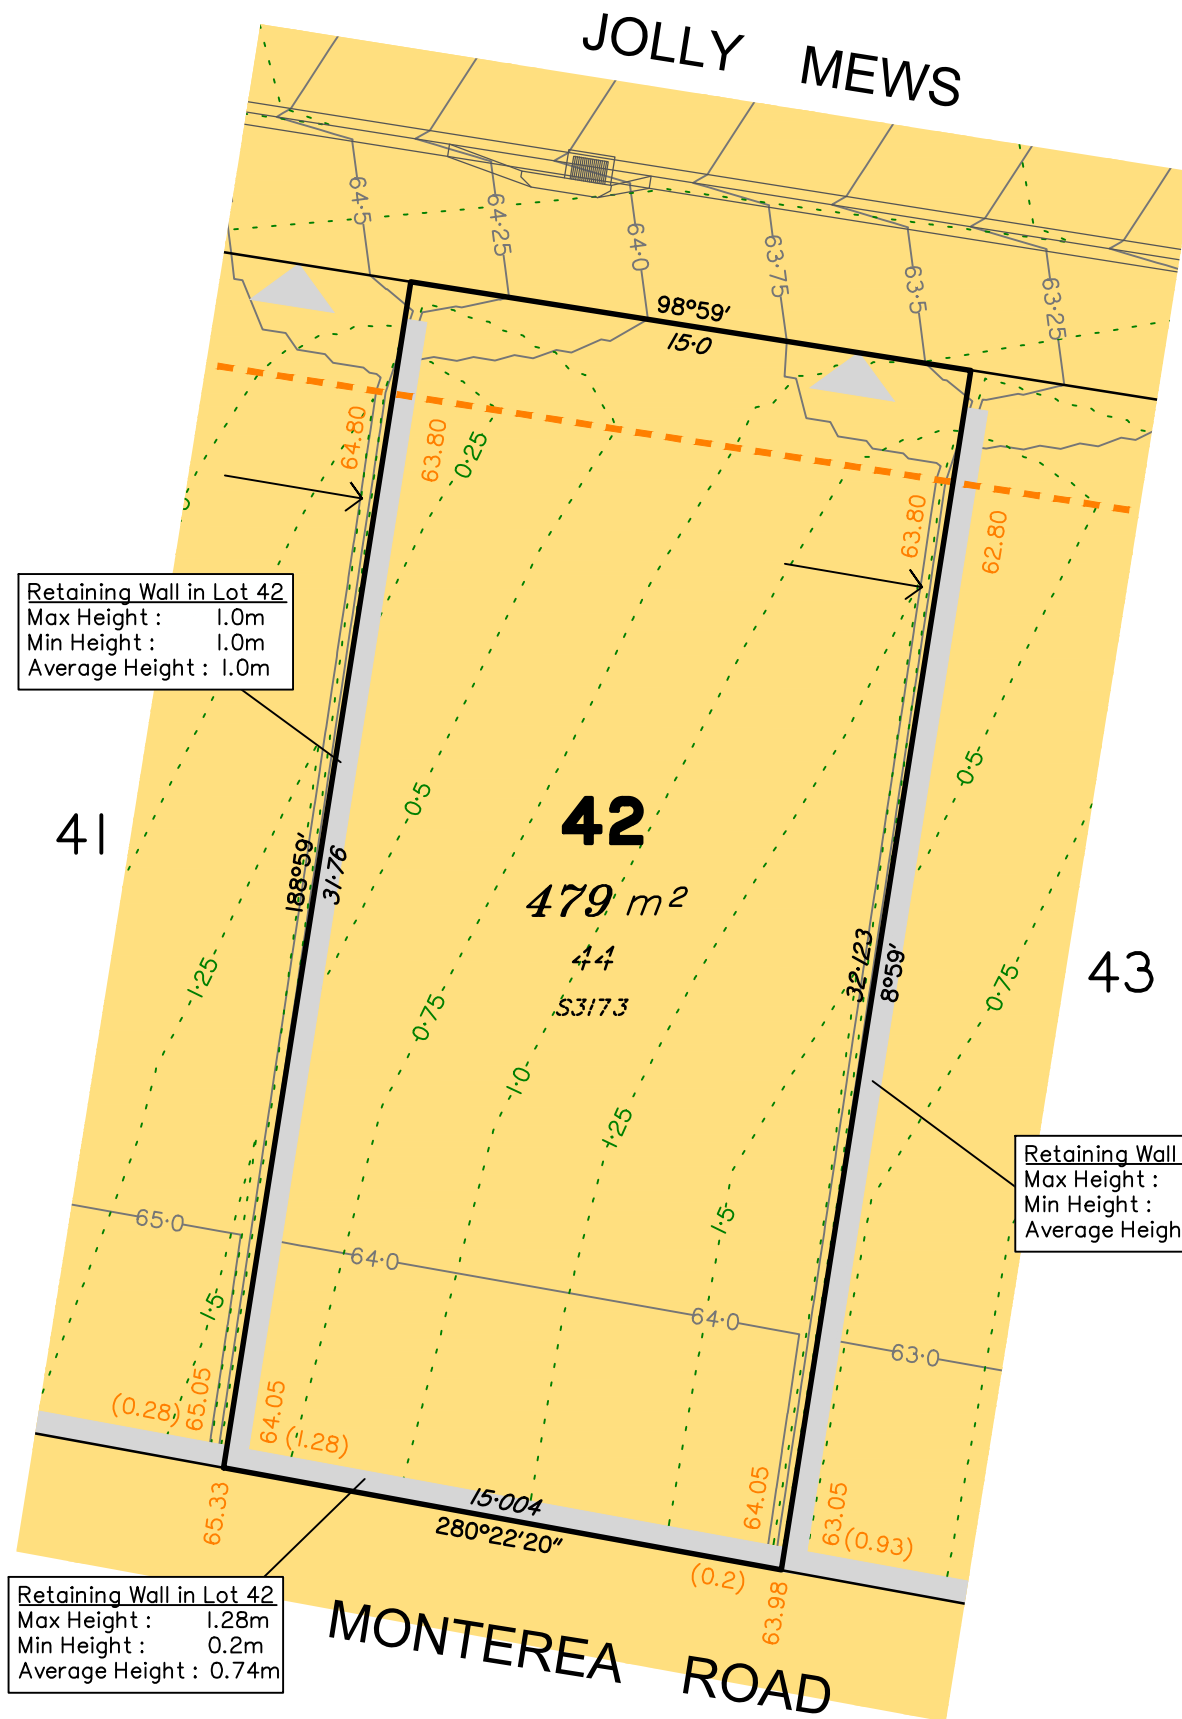 JOLLY MEWS
64·5
64·25
64·0
63·75
63·5
63·25
98°59'
15·0
64.80
63.80
0·25
63.80
62.80
Retaining Wall in Lot 42
Max Height : 1.0m
Min Height : 1.0m
Average Height : 1.0m
0·5
0·5
41
42
188°59'
31·76
479 m²
44
S3173
32·123
8°59'
43
1·25
0·75
0·75
1·0
1·25
1·5
Retaining Wall
Max Height :
Min Height :
Average Heigh
65·0
64·0
64·0
63·0
1·5
(0.28)
65.05
64.05
(1.28)
64.05
63.05
(0.93)
65.33
15·004
280°22'20"
(0.2)
63.98
Retaining Wall in Lot 42
Max Height : 1.28m
Min Height : 0.2m
Average Height : 0.74m
MONTEREA ROAD